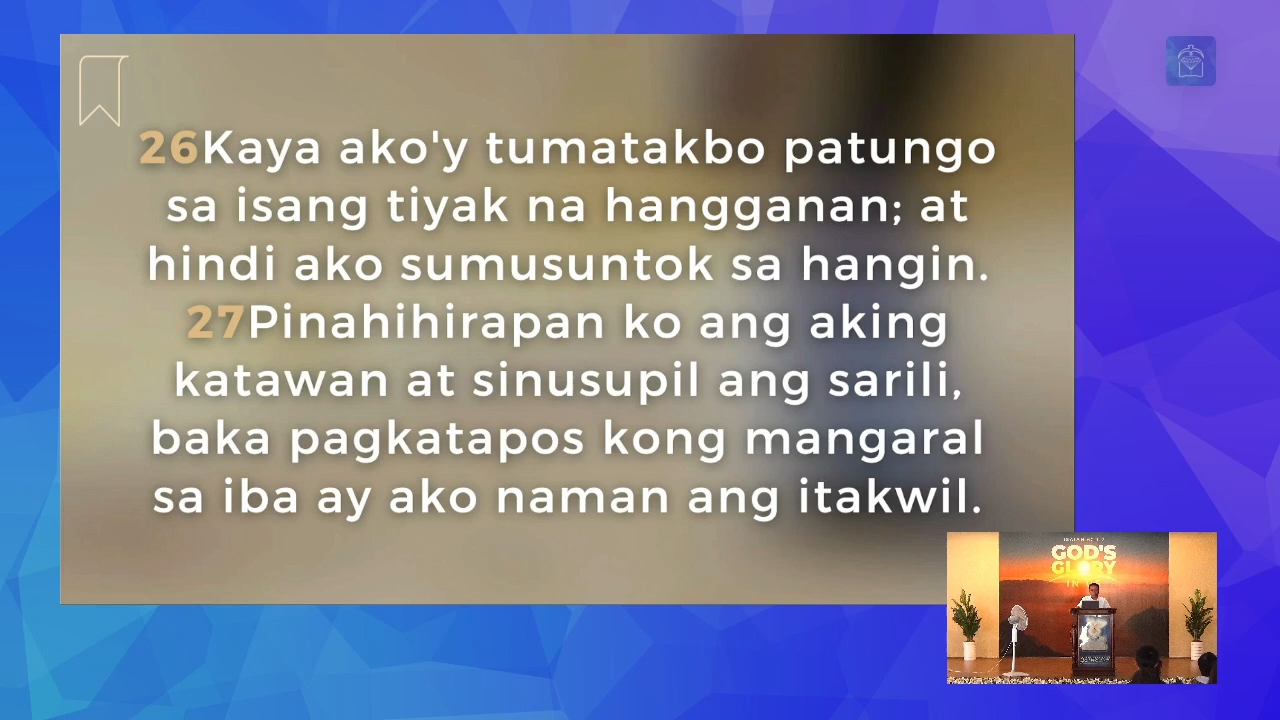 26Kaya ako'y tumatakbo patungo
sa isang tiyak na hangganan; at
hindi ako sumusuntok sa hangin.
27Pinahihirapan ko ang aking
katawan at sinusupil ang sarili,
baka pagkatapos kong mangaral
sa iba ay ako naman ang itakwil.
GOD'S
GLORY